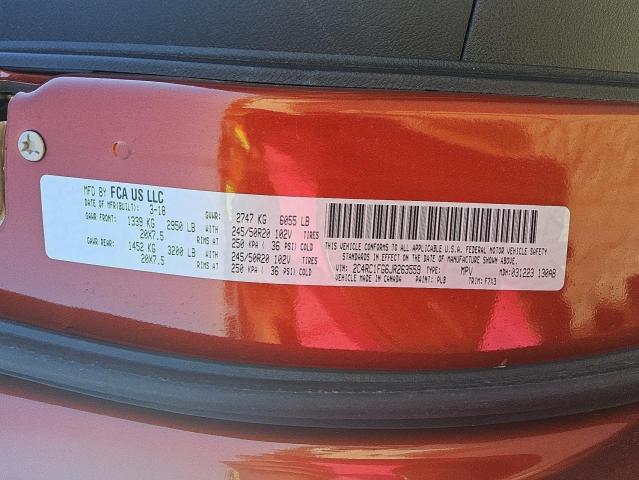 MFD BY FCA US LLC
DATE OF MFR(BUILT): 3-18 GVWR: 2747 KG 6055 LB
GAWR FRONT: 1339 KG 2950 LB WITH 245/50R20 102V TIRES
20X7.5 RIMS AT 250 KPA ( 36 PSI) COLD
GAWR REAR: 1452 KG 3200 LB WITH 245/50R20 102V TIRES
20X7.5 RIMS AT 250 KPA ( 36 PSI) COLD
THIS VEHICLE CONFORMS TO ALL APPLICABLE U.S.A. FEDERAL MOTOR VEHICLE SAFETY
STANDARDS IN EFFECT ON THE DATE OF MANUFACTURE SHOWN ABOVE.
VIN: 2C4RC1FG6JR263559 TYPE: MPV MDH: 031223 130AB
VEHICLE MADE IN CANADA PAINT: PLB TRIM: F7X3